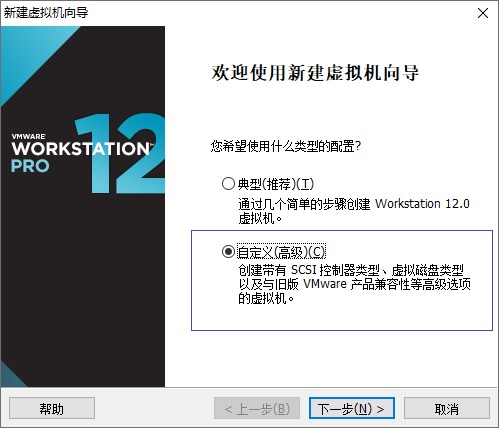 新建虚拟机向导
VMWARE
WORKSTATION™
PRO
12
欢迎使用新建虚拟机向导
您希望使用什么类型的配置?
典型(推荐)(T)
通过几个简单的步骤创建 Workstation 12.0
虚拟机。
自定义(高级)(C)
创建带有 SCSI 控制器类型、虚拟磁盘类型
以及与旧版 VMware 产品兼容性等高级选项
的虚拟机。
帮助
< 上一步(B)
下一步(N) >
取消